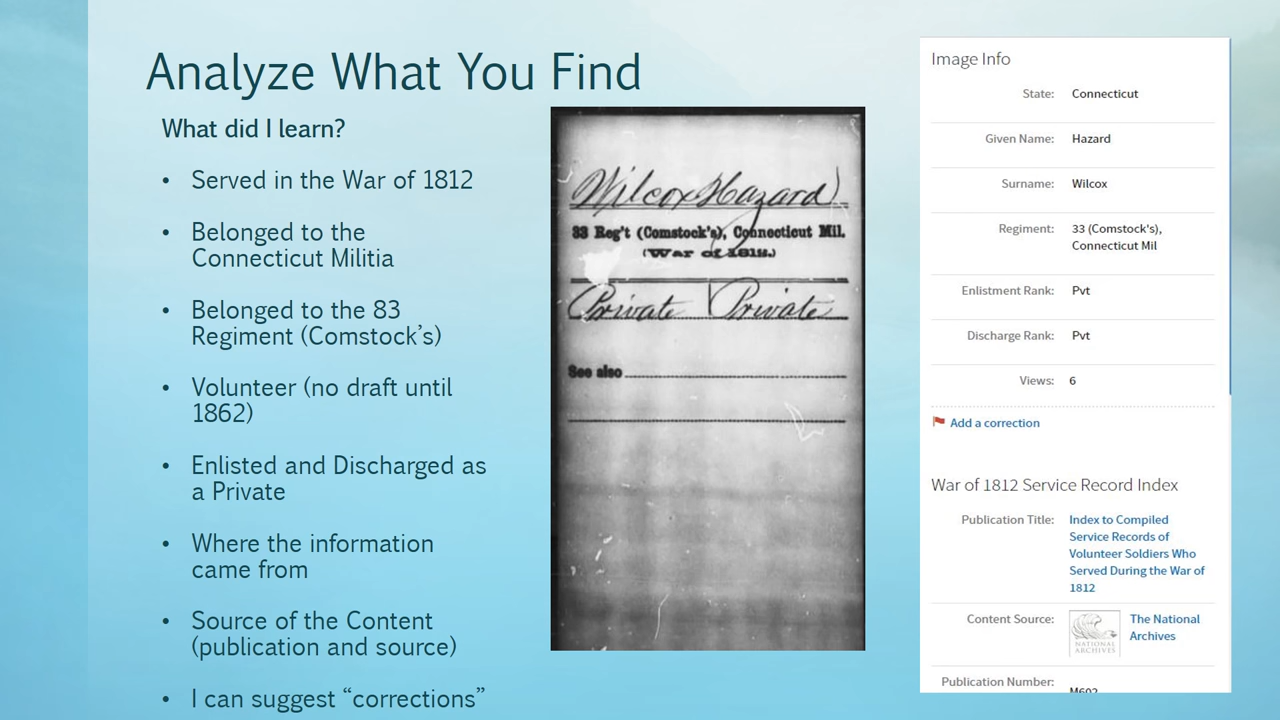 Analyze What You Find
What did I learn?
• Served in the War of 1812
• Belonged to the
Connecticut Militia
• Belonged to the 83
Regiment (Comstock's)
• Volunteer (no draft until
1862)
• Enlisted and Discharged as
a Private
• Where the information
came from
• Source of the Content
(publication and source)
• I can suggest “corrections”
Wilcox Hazard
33 Reg't (Comstock's), Connecticut Mil.
(War of 1812.)
Private Private
See also
Image Info
State: Connecticut
Given Name: Hazard
Surname: Wilcox
Regiment: 33 (Comstock's),
Connecticut Mil
Enlistment Rank: Pvt
Discharge Rank: Pvt
Views: 6
Add a correction
War of 1812 Service Record Index
Publication Title: Index to Compiled
Service Records of
Volunteer Soldiers Who
Served During the War of
1812
Content Source: The National
Archives
NATIONAL
ARCHIVES
Publication Number: M602